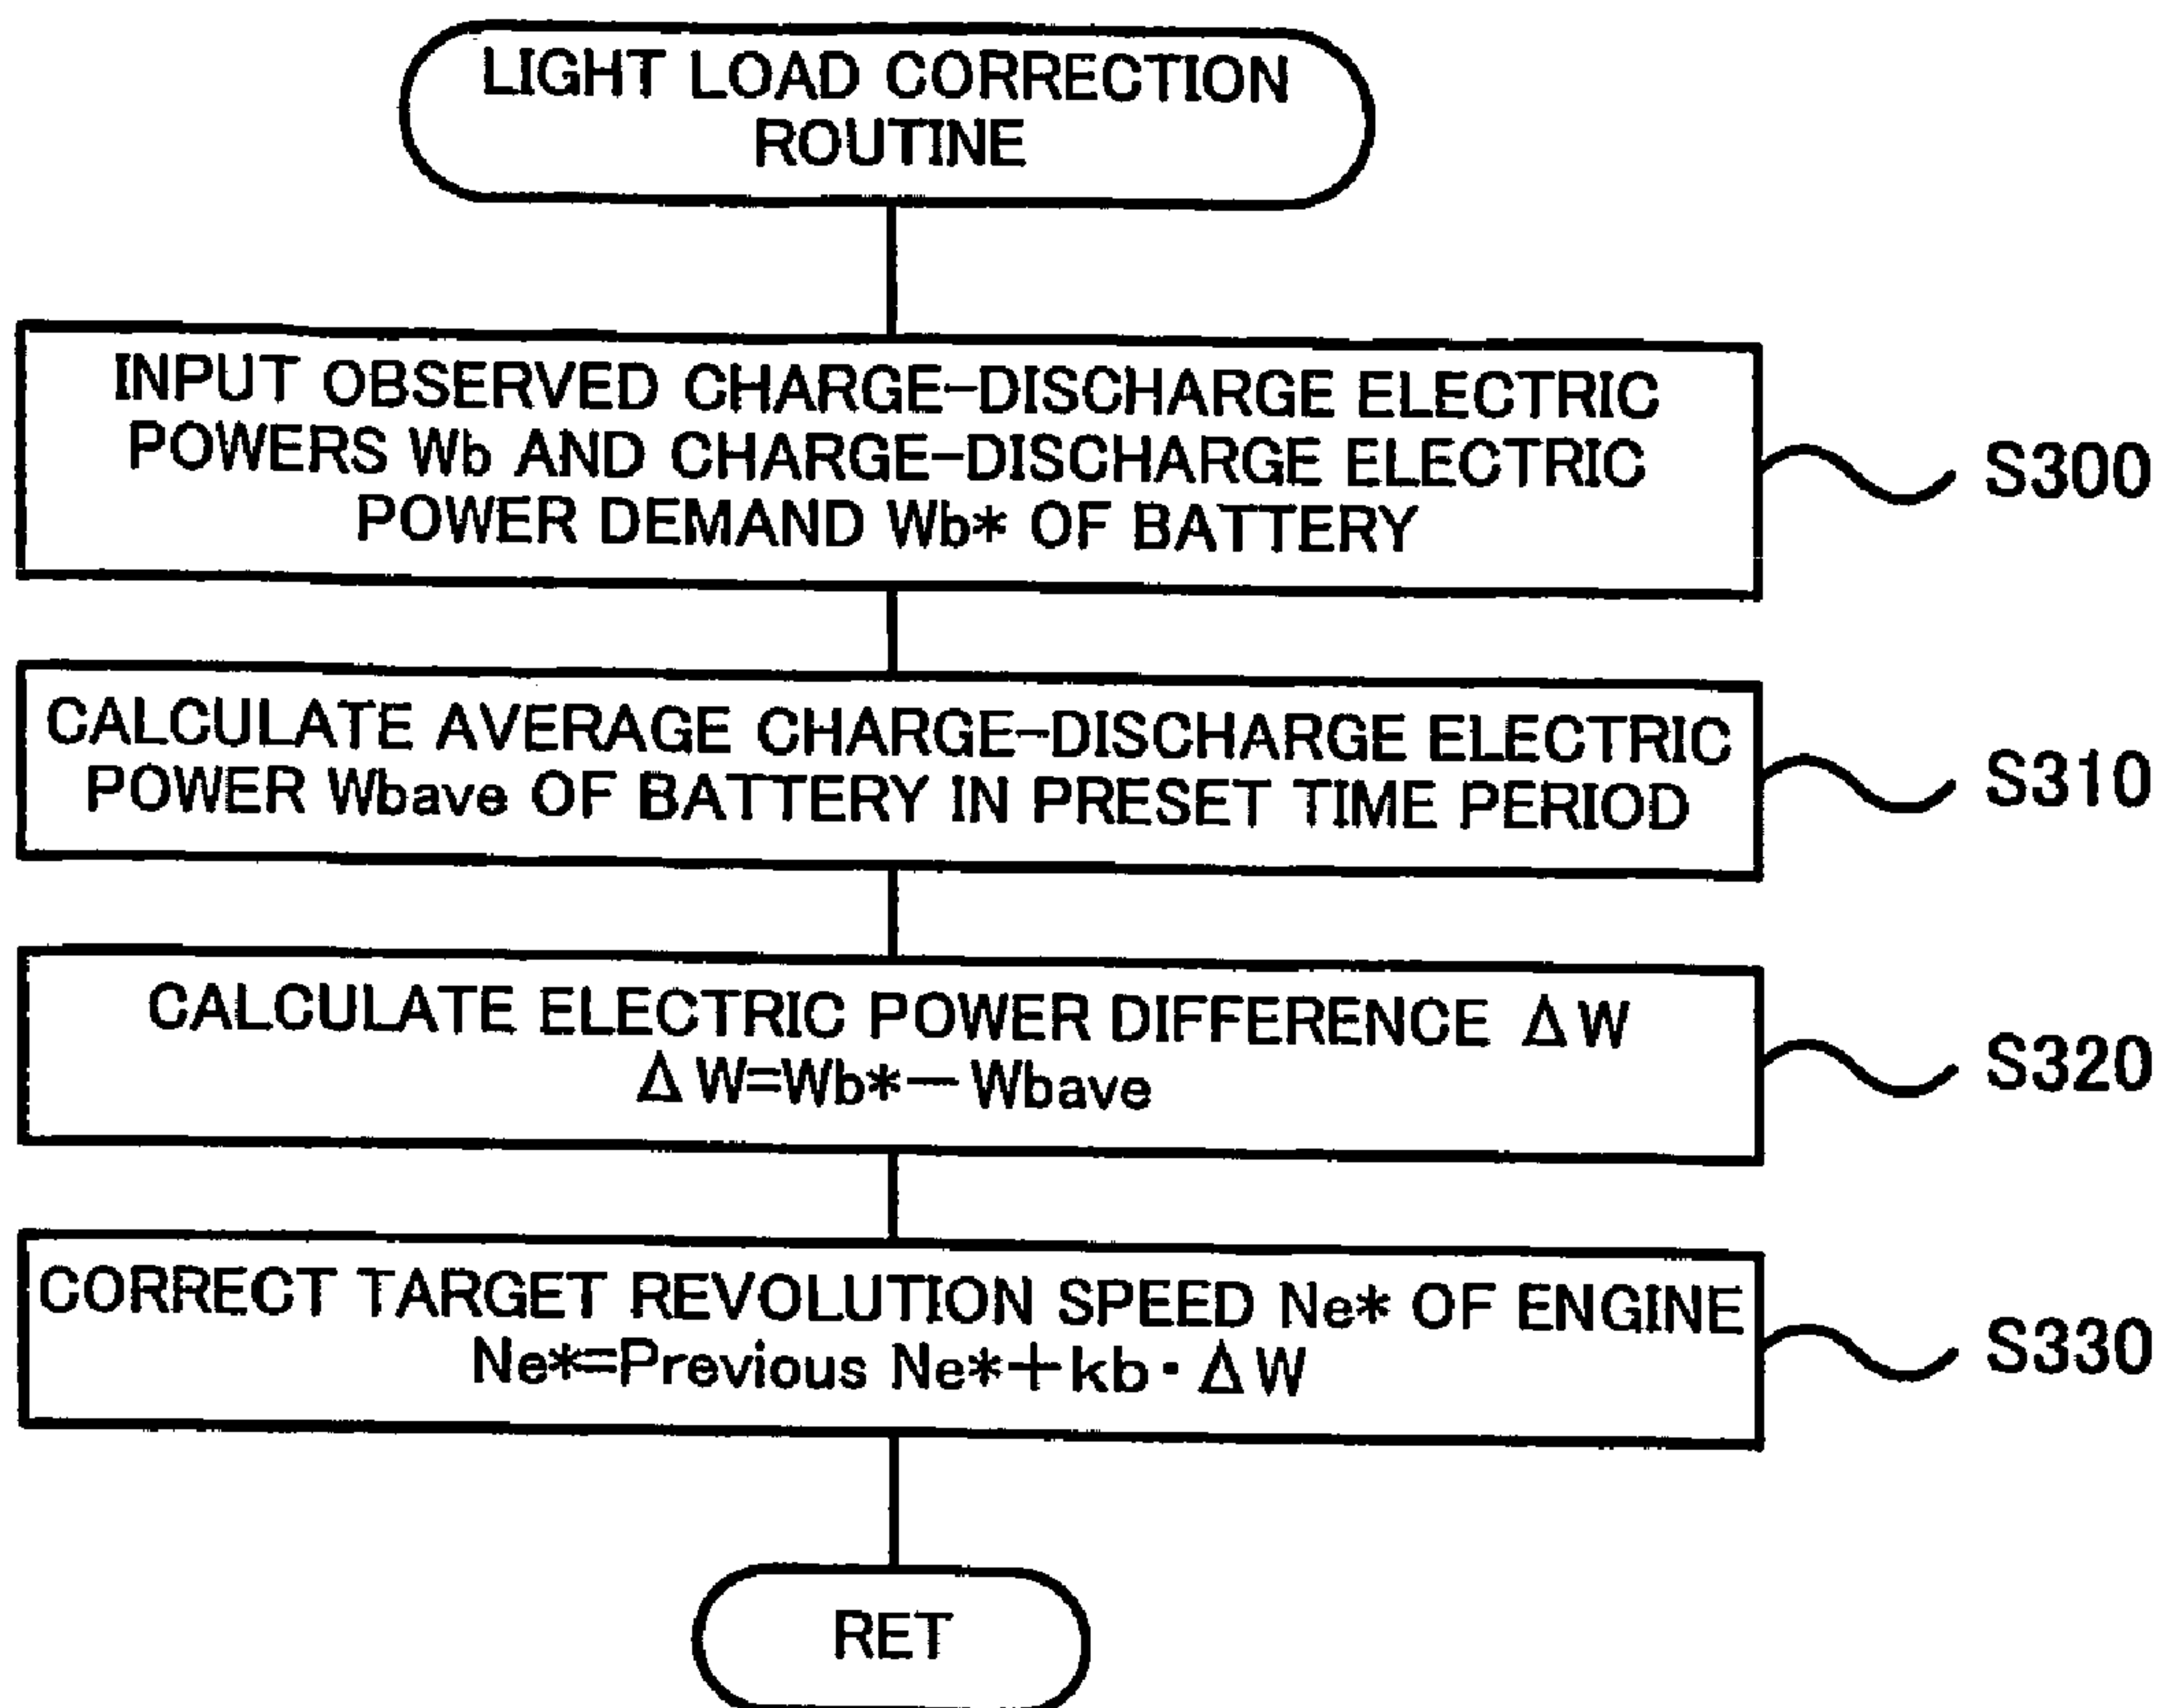 LIGHT LOAD CORRECTION
ROUTINE
INPUT OBSERVED CHARGE-DISCHARGE ELECTRIC
POWERS Wb AND CHARGE-DISCHARGE ELECTRIC
POWER DEMAND Wb* OF BATTERY
S300
CALCULATE AVERAGE CHARGE-DISCHARGE ELECTRIC
POWER Wbave OF BATTERY IN PRESET TIME PERIOD
S310
CALCULATE ELECTRIC POWER DIFFERENCE ΔW
ΔW=Wb*-Wbave
S320
CORRECT TARGET REVOLUTION SPEED Ne* OF ENGINE
Ne*=Previous Ne*+kb・ΔW
S330
RET